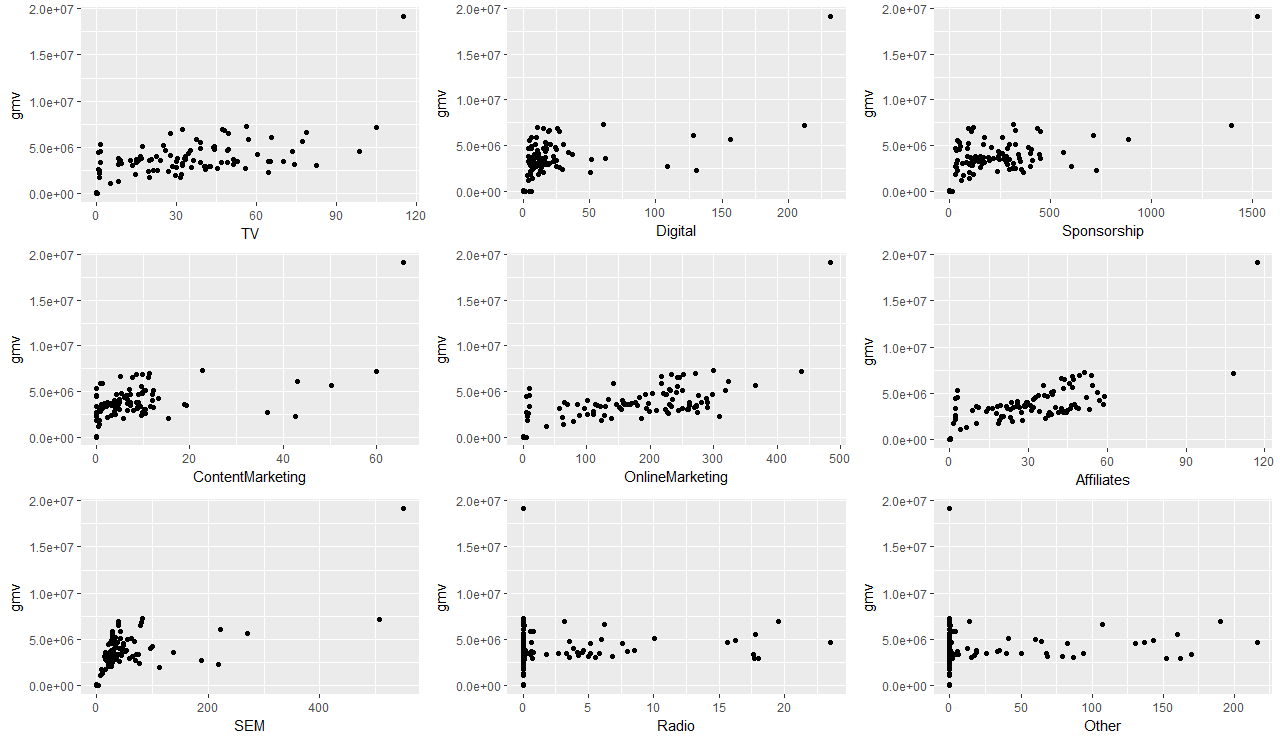 2.0e+07
1.5e+07
1.0e+07
5.0e+06
0.0e+00
gmv
0 30 60 90 120
TV
2.0e+07
1.5e+07
1.0e+07
5.0e+06
0.0e+00
gmv
0 50 100 150 200
Digital
2.0e+07
1.5e+07
1.0e+07
5.0e+06
0.0e+00
gmv
0 500 1000 1500
Sponsorship
2.0e+07
1.5e+07
1.0e+07
5.0e+06
0.0e+00
gmv
0 20 40 60
ContentMarketing
2.0e+07
1.5e+07
1.0e+07
5.0e+06
0.0e+00
gmv
0 100 200 300 400 500
OnlineMarketing
2.0e+07
1.5e+07
1.0e+07
5.0e+06
0.0e+00
gmv
0 30 60 90 120
Affiliates
2.0e+07
1.5e+07
1.0e+07
5.0e+06
0.0e+00
gmv
0 200 400
SEM
2.0e+07
1.5e+07
1.0e+07
5.0e+06
0.0e+00
gmv
0 5 10 15 20
Radio
2.0e+07
1.5e+07
1.0e+07
5.0e+06
0.0e+00
gmv
0 50 100 150 200
Other